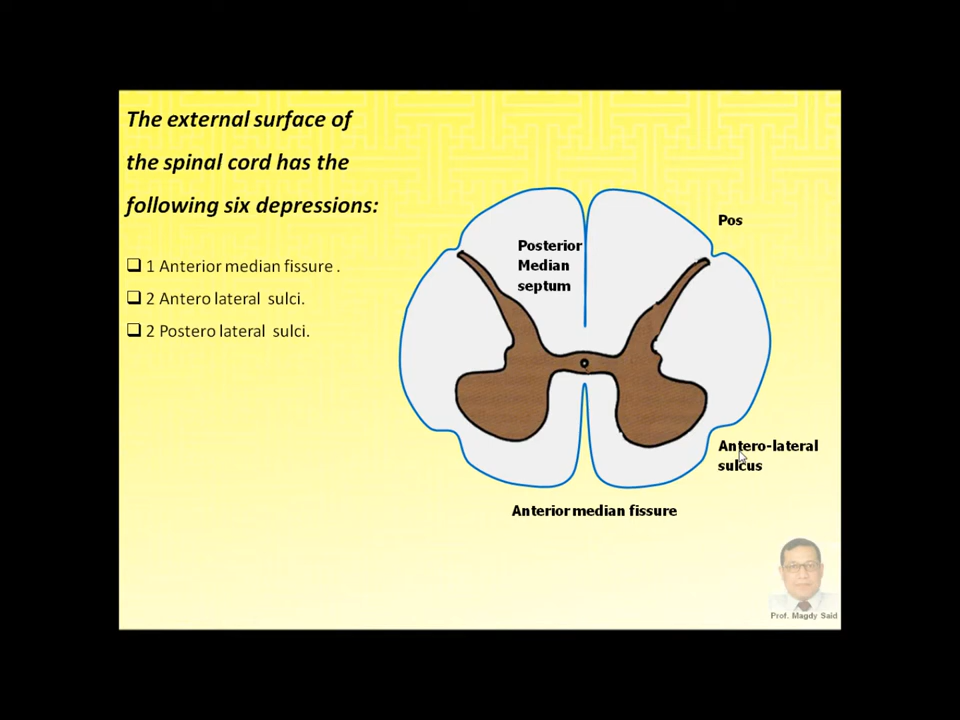 The external surface of
the spinal cord has the
following six depressions:
1 Anterior median fissure .
2 Antero lateral sulci.
2 Postero lateral sulci.
Pos
Posterior
Median
septum
Antero-lateral
sulcus
Anterior median fissure
Prof. Magdy Said